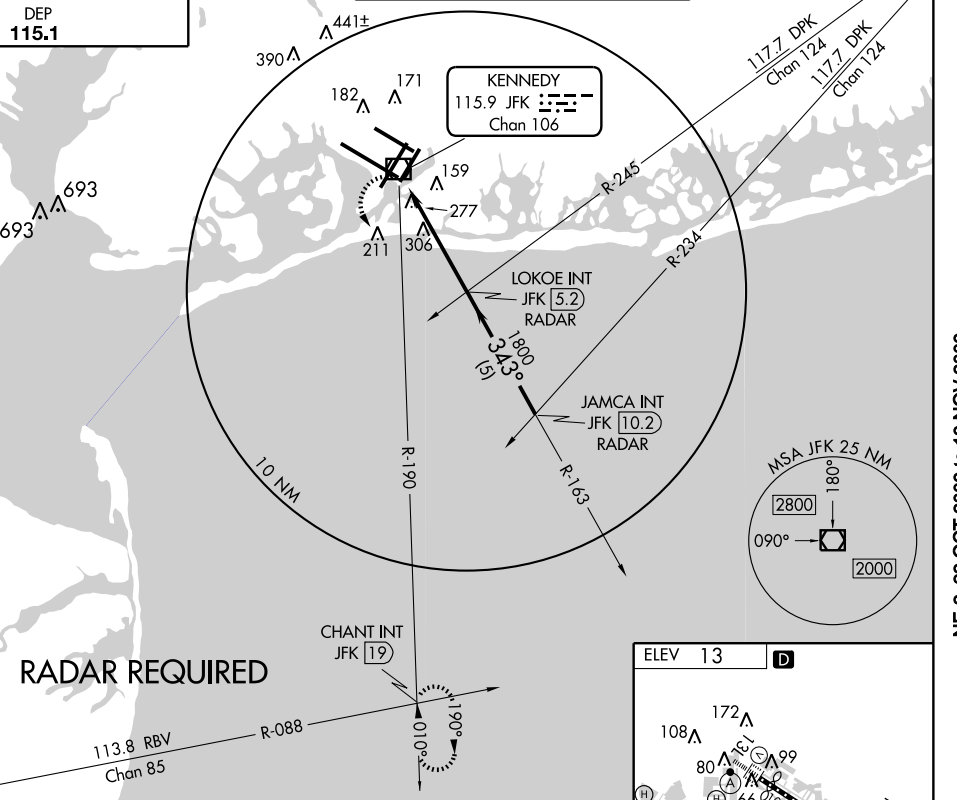 DEP
115.1
441±
390
171
182
KENNEDY
115.9 JFK
Chan 106
117.7 DPK
Chan 124
117.7 DPK
Chan 124
159
R-245
693
693
277
211
306
R-234
LOKOE INT
JFK 5.2
RADAR
1800
343°
(5)
JAMCA INT
JFK 10.2
RADAR
R-190
R-163
10 NM
MSA JFK 25 NM
180°
2800
090°
2000
CHANT INT
JFK 19
RADAR REQUIRED
ELEV 13
D
190°
010°
R-088
113.8 RBV
Chan 85
172
108
99
80
A
H
H